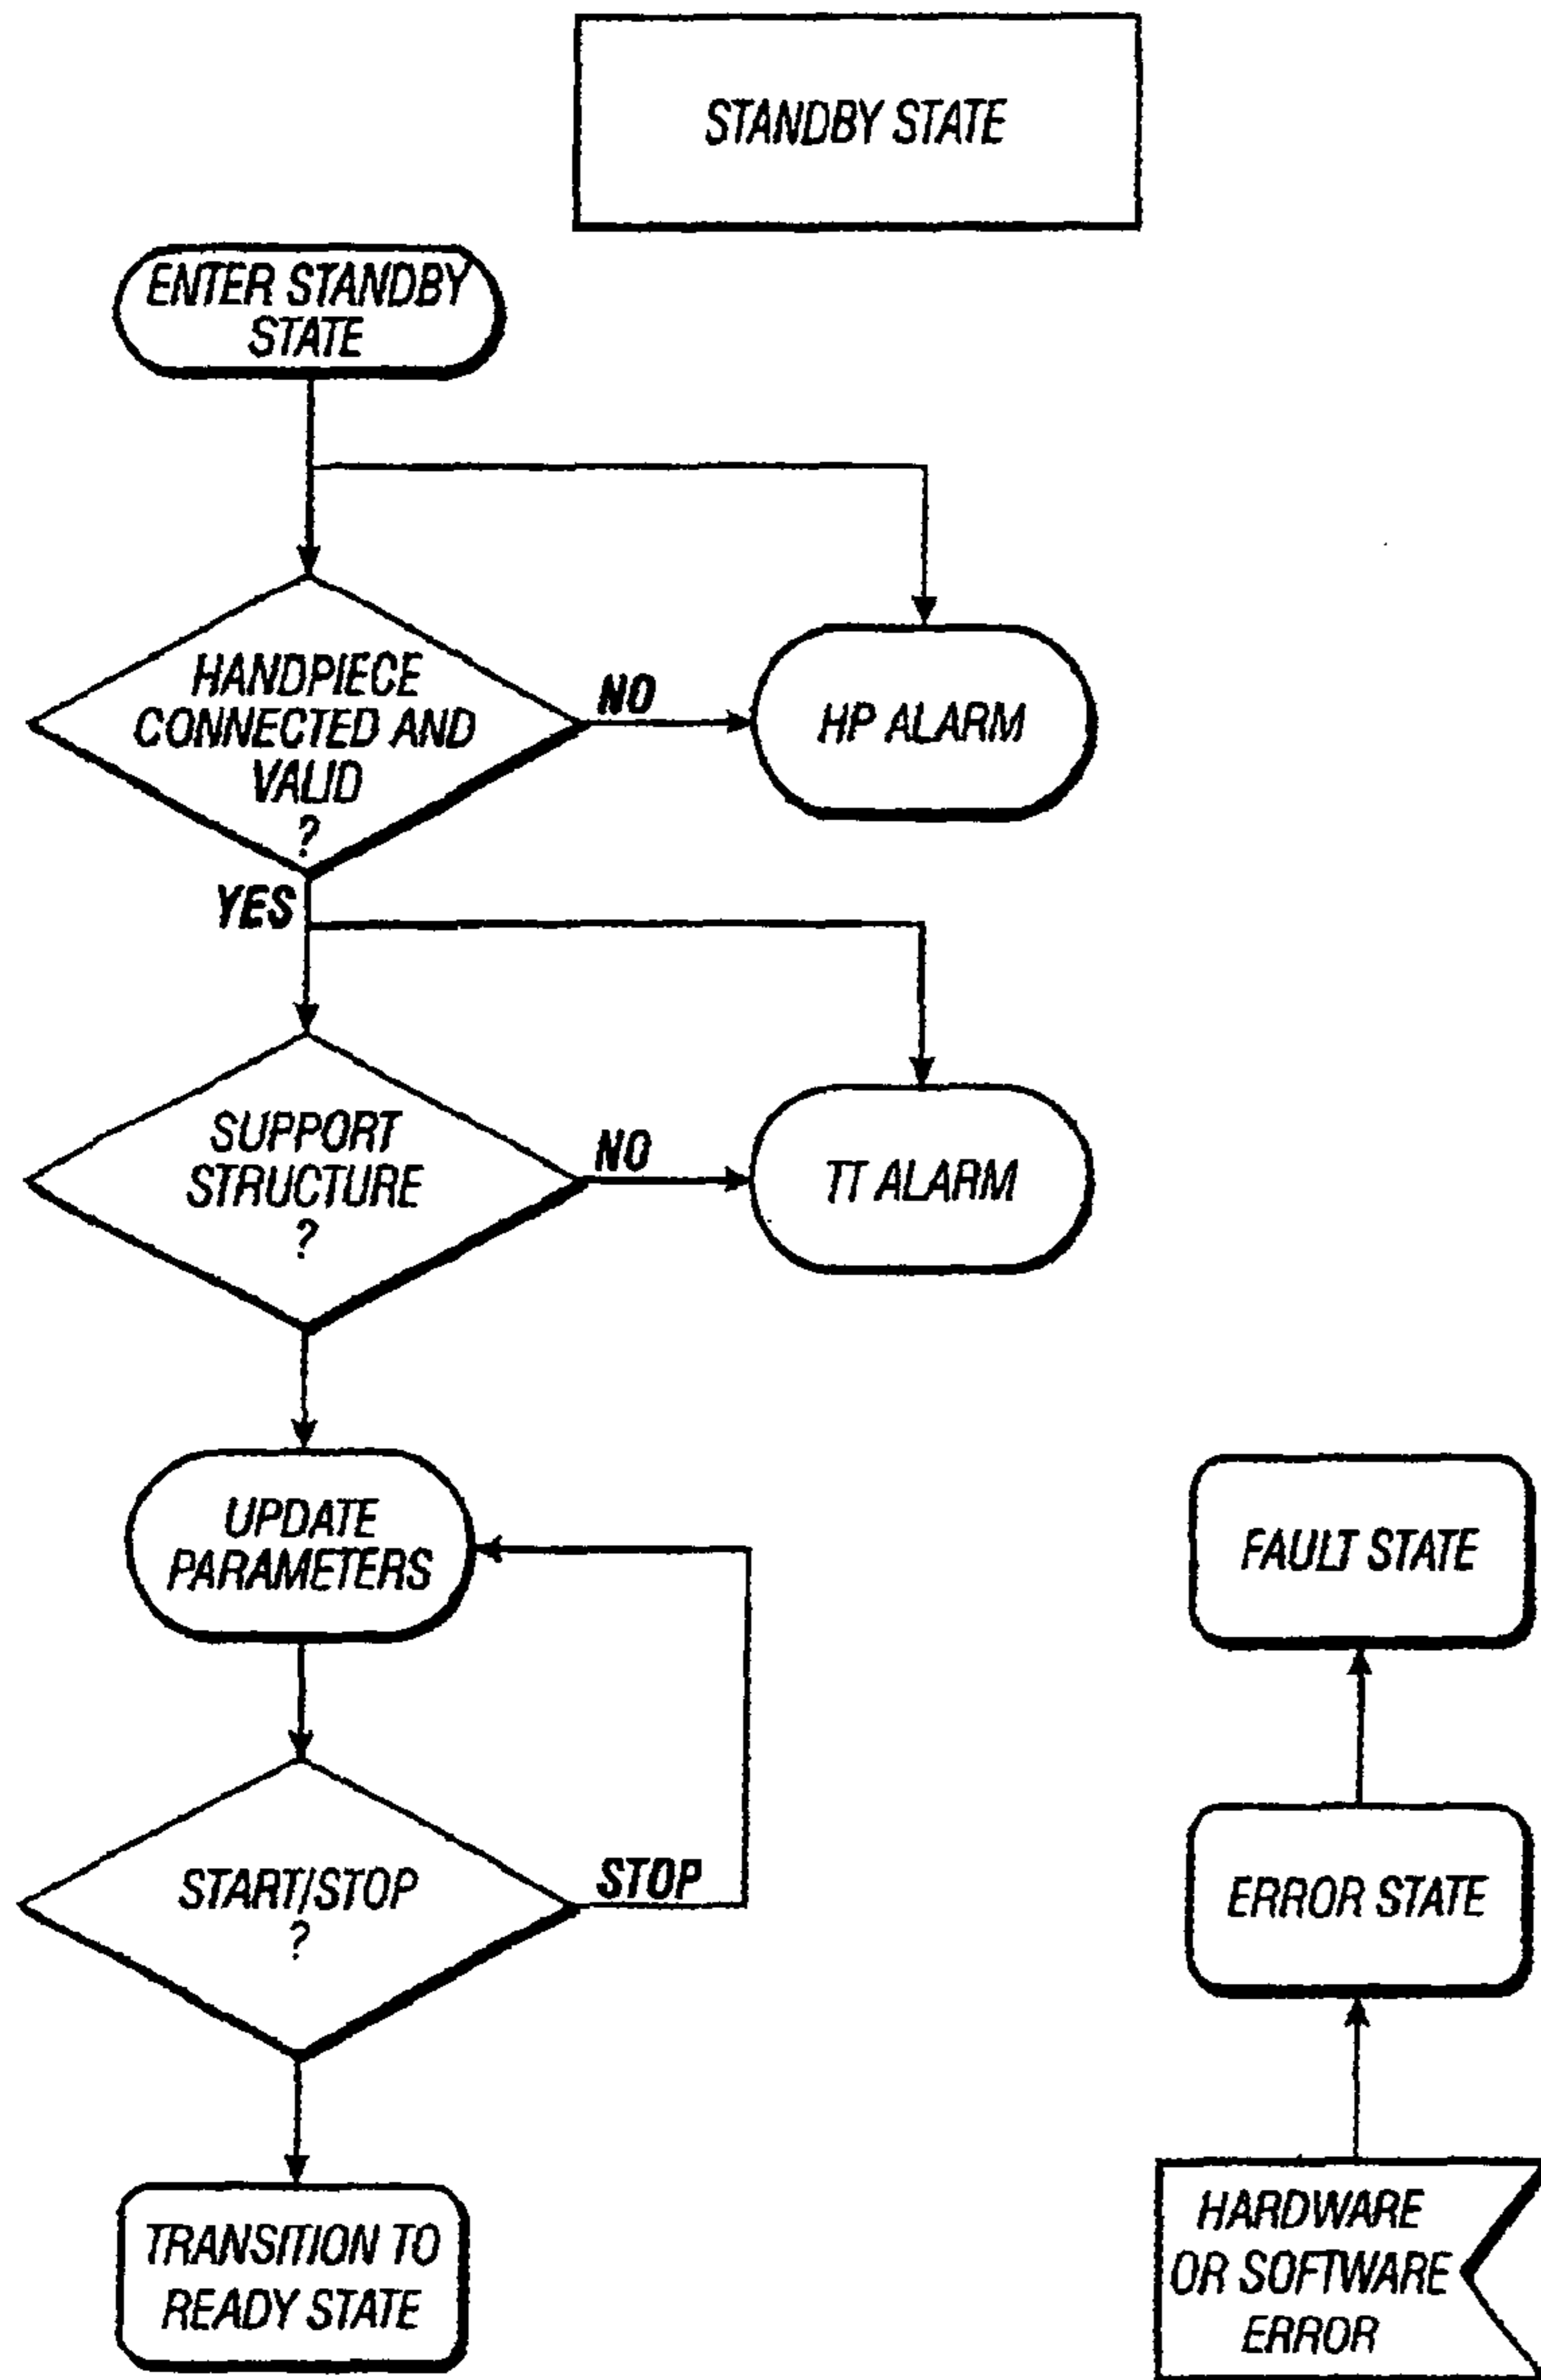 STANDBY STATE
ENTER STANDBY
STATE
HANDPIECE
CONNECTED AND
VALID
?
NO
HP ALARM
YES
SUPPORT
STRUCTURE
?
NO
TT ALARM
UPDATE
PARAMETERS
START/STOP
?
STOP
TRANSITION TO
READY STATE
FAULT STATE
ERROR STATE
HARDWARE
OR SOFTWARE
ERROR